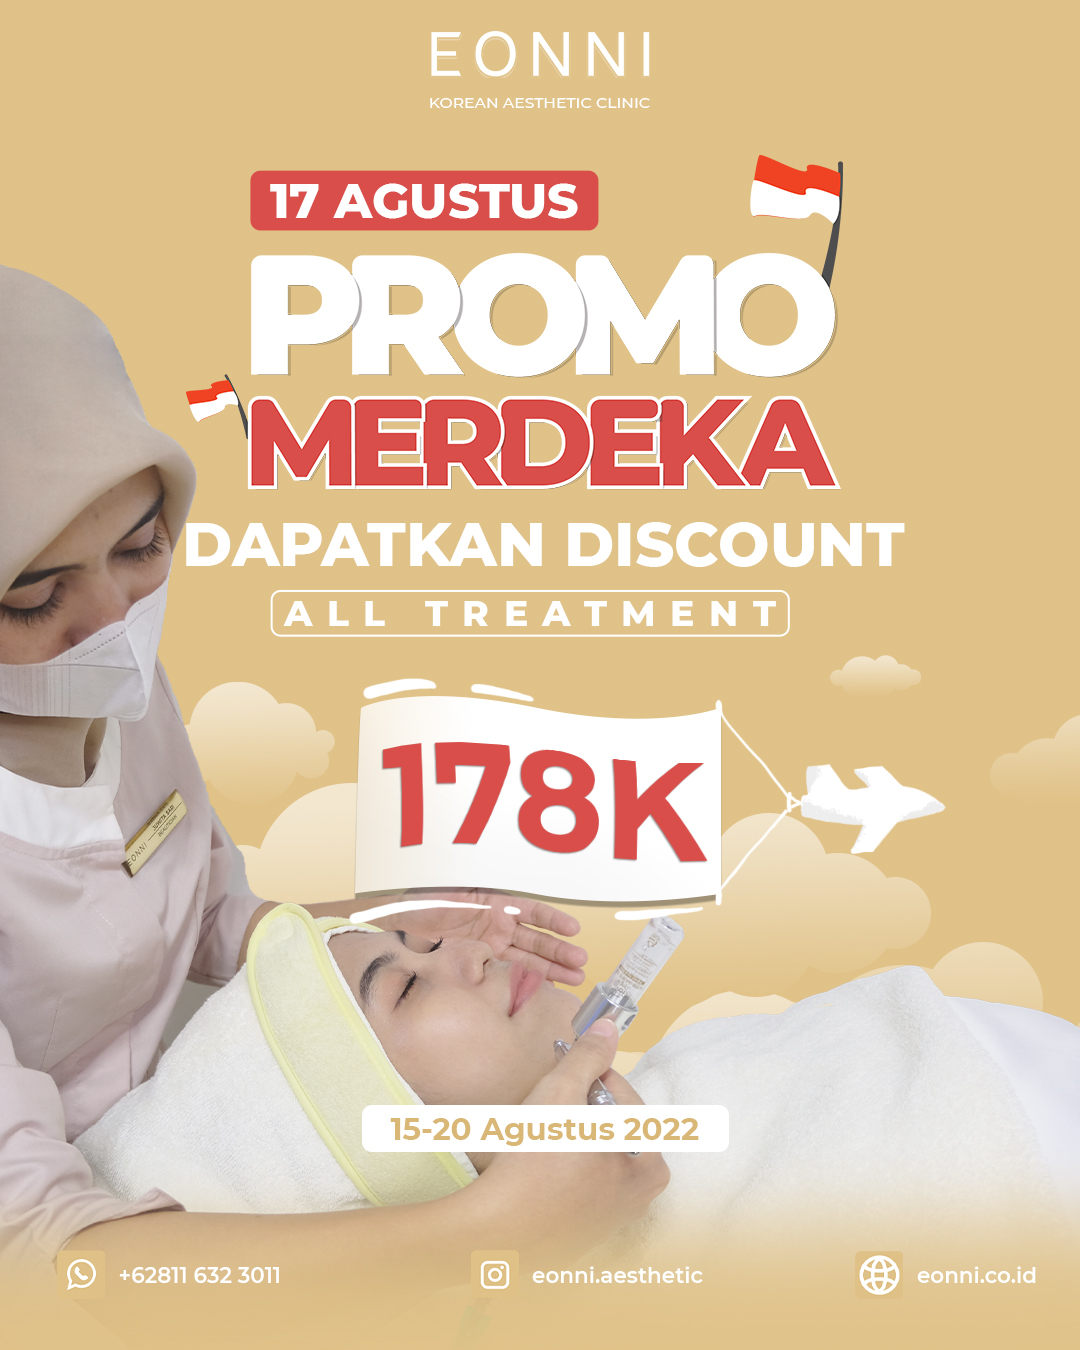 EONNI
KOREAN AESTHETIC CLINIC
17 AGUSTUS
PROMO
MERDEKA
DAPATKAN DISCOUNT
ALL TREATMENT
178K
EONNI
15-20 Agustus 2022
+62811 632 3011
eonni.aesthetic
eonni.co.id